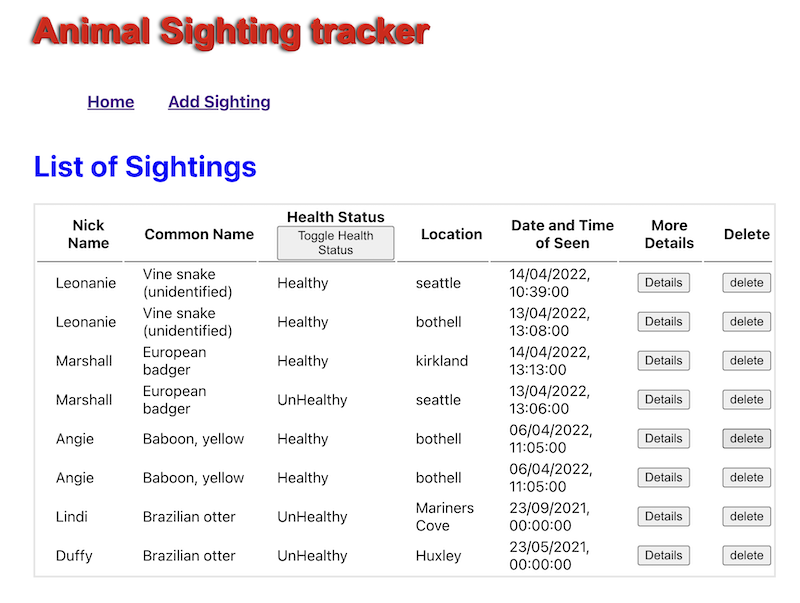 Animal Sighting tracker
Home Add Sighting
List of Sightings
Nick Name Common Name Health Status Toggle Health Status Location Date and Time of Seen More Details Delete
Leonanie Vine snake (unidentified) Healthy seattle 14/04/2022, 10:39:00 Details delete
Leonanie Vine snake (unidentified) Healthy bothell 13/04/2022, 13:08:00 Details delete
Marshall European badger Healthy kirkland 14/04/2022, 13:13:00 Details delete
Marshall European badger UnHealthy seattle 13/04/2022, 13:06:00 Details delete
Angie Baboon, yellow Healthy bothell 06/04/2022, 11:05:00 Details delete
Angie Baboon, yellow Healthy bothell 06/04/2022, 11:05:00 Details delete
Lindi Brazilian otter UnHealthy Mariners Cove 23/09/2021, 00:00:00 Details delete
Duffy Brazilian otter UnHealthy Huxley 23/05/2021, 00:00:00 Details delete